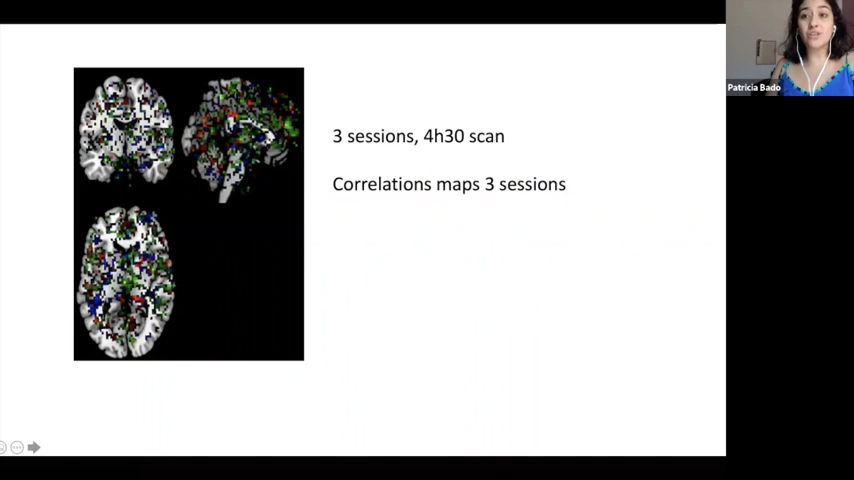 3 sessions, 4h30 scan
Correlations maps 3 sessions
Patricia Bado